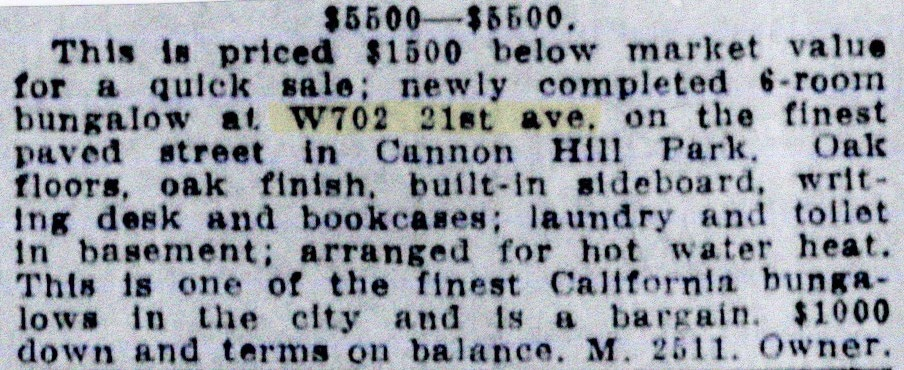 $5500—$5500.
This is priced $1500 below market value
for a quick sale; newly completed 6-room
bungalow at W702 21st ave. on the finest
paved street in Cannon Hill Park. Oak
floors, oak finish, built-in sideboard, writ-
ing desk and bookcases; laundry and toilet
in basement; arranged for hot water heat.
This is one of the finest California bunga-
lows in the city and is a bargain. $1000
down and terms on balance. M. 2511. Owner.